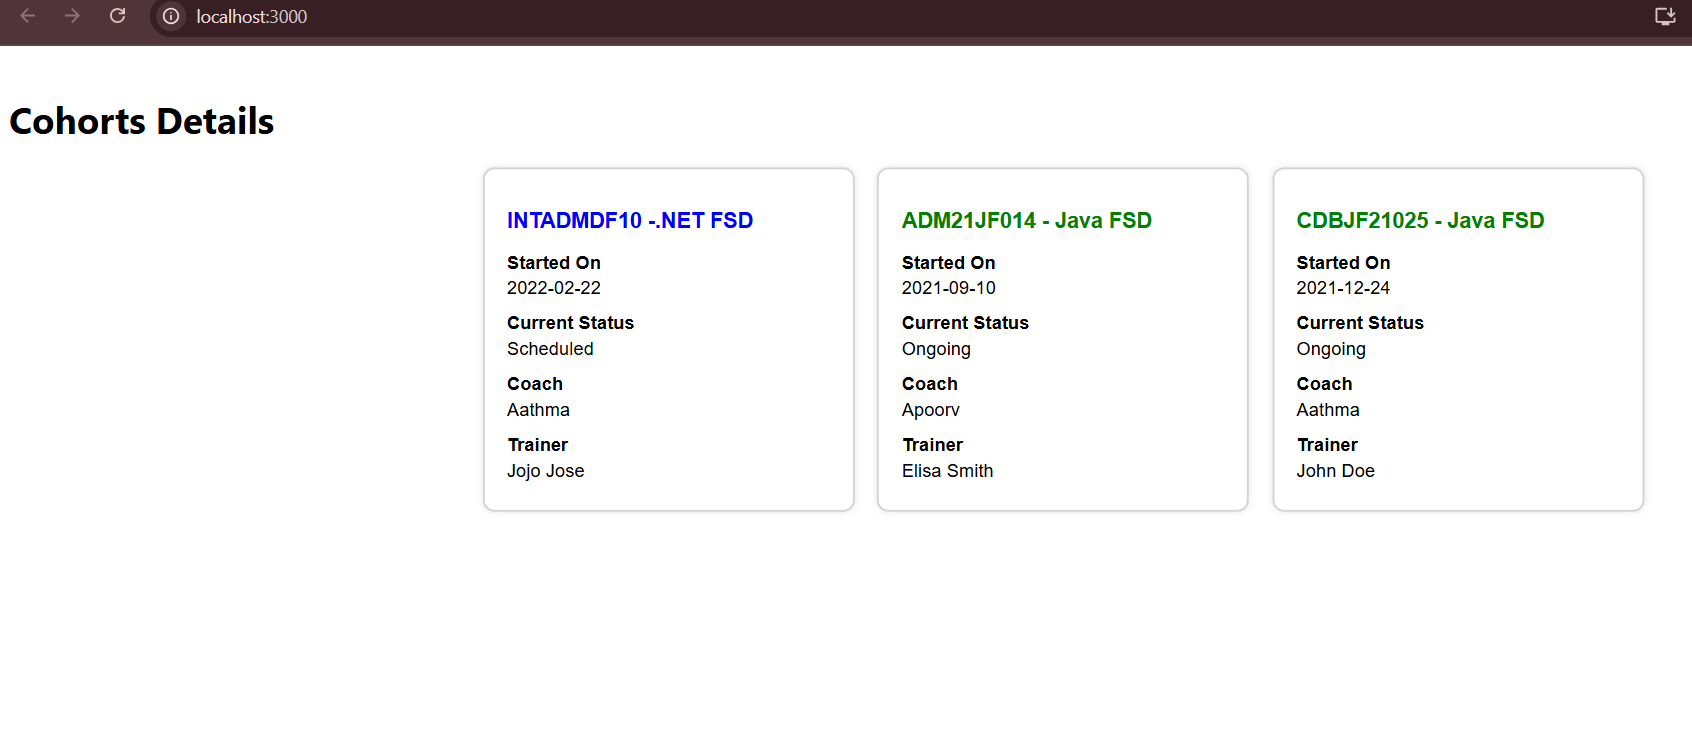 localhost:3000
Cohorts Details
INTADMDF10 -.NET FSD
Started On
2022-02-22
Current Status
Scheduled
Coach
Aathma
Trainer
Jojo Jose
ADM21JF014 - Java FSD
Started On
2021-09-10
Current Status
Ongoing
Coach
Apoorv
Trainer
Elisa Smith
CDBJF21025 - Java FSD
Started On
2021-12-24
Current Status
Ongoing
Coach
Aathma
Trainer
John Doe